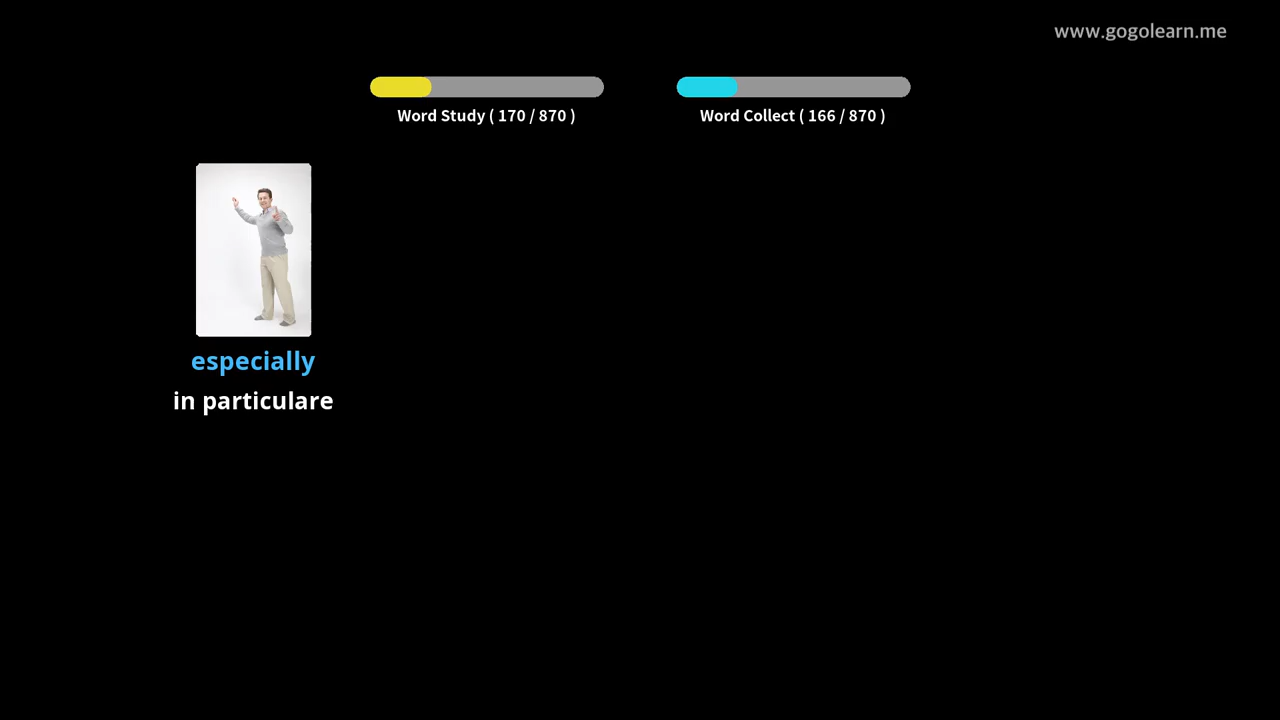 www.gogolearn.me
Word Study ( 170 / 870 )
Word Collect ( 166 / 870 )
especially
in particulare